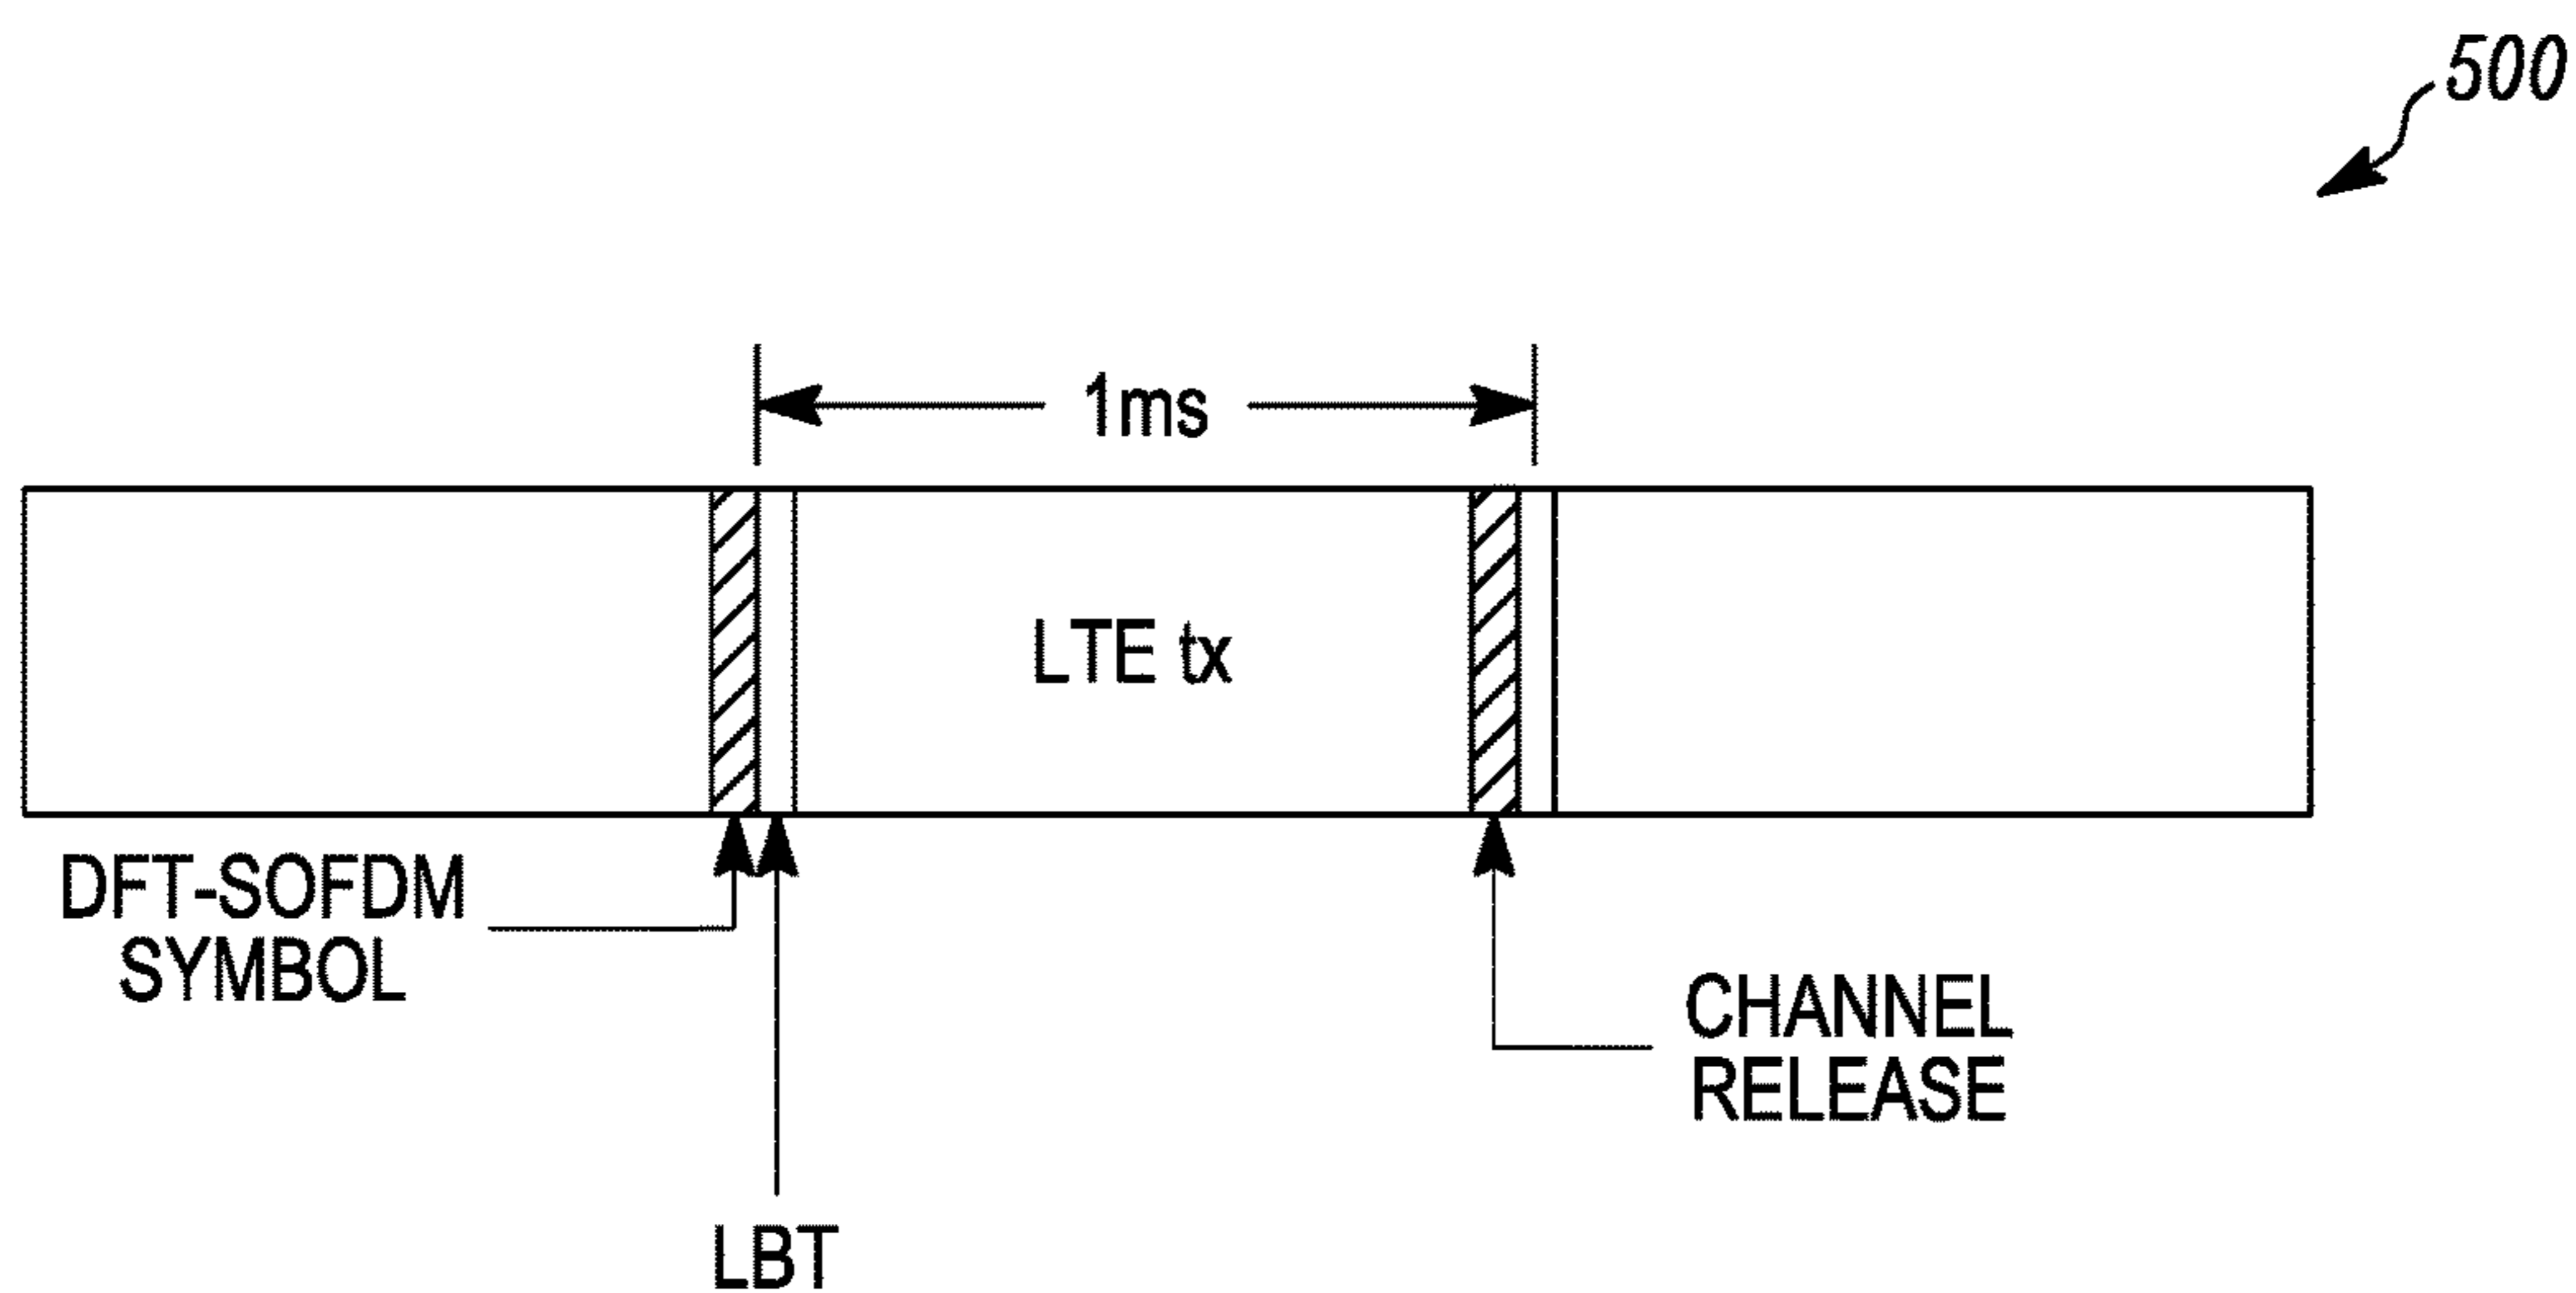 500
1ms
LTE tx
DFT-SOFDM
SYMBOL
CHANNEL
RELEASE
LBT